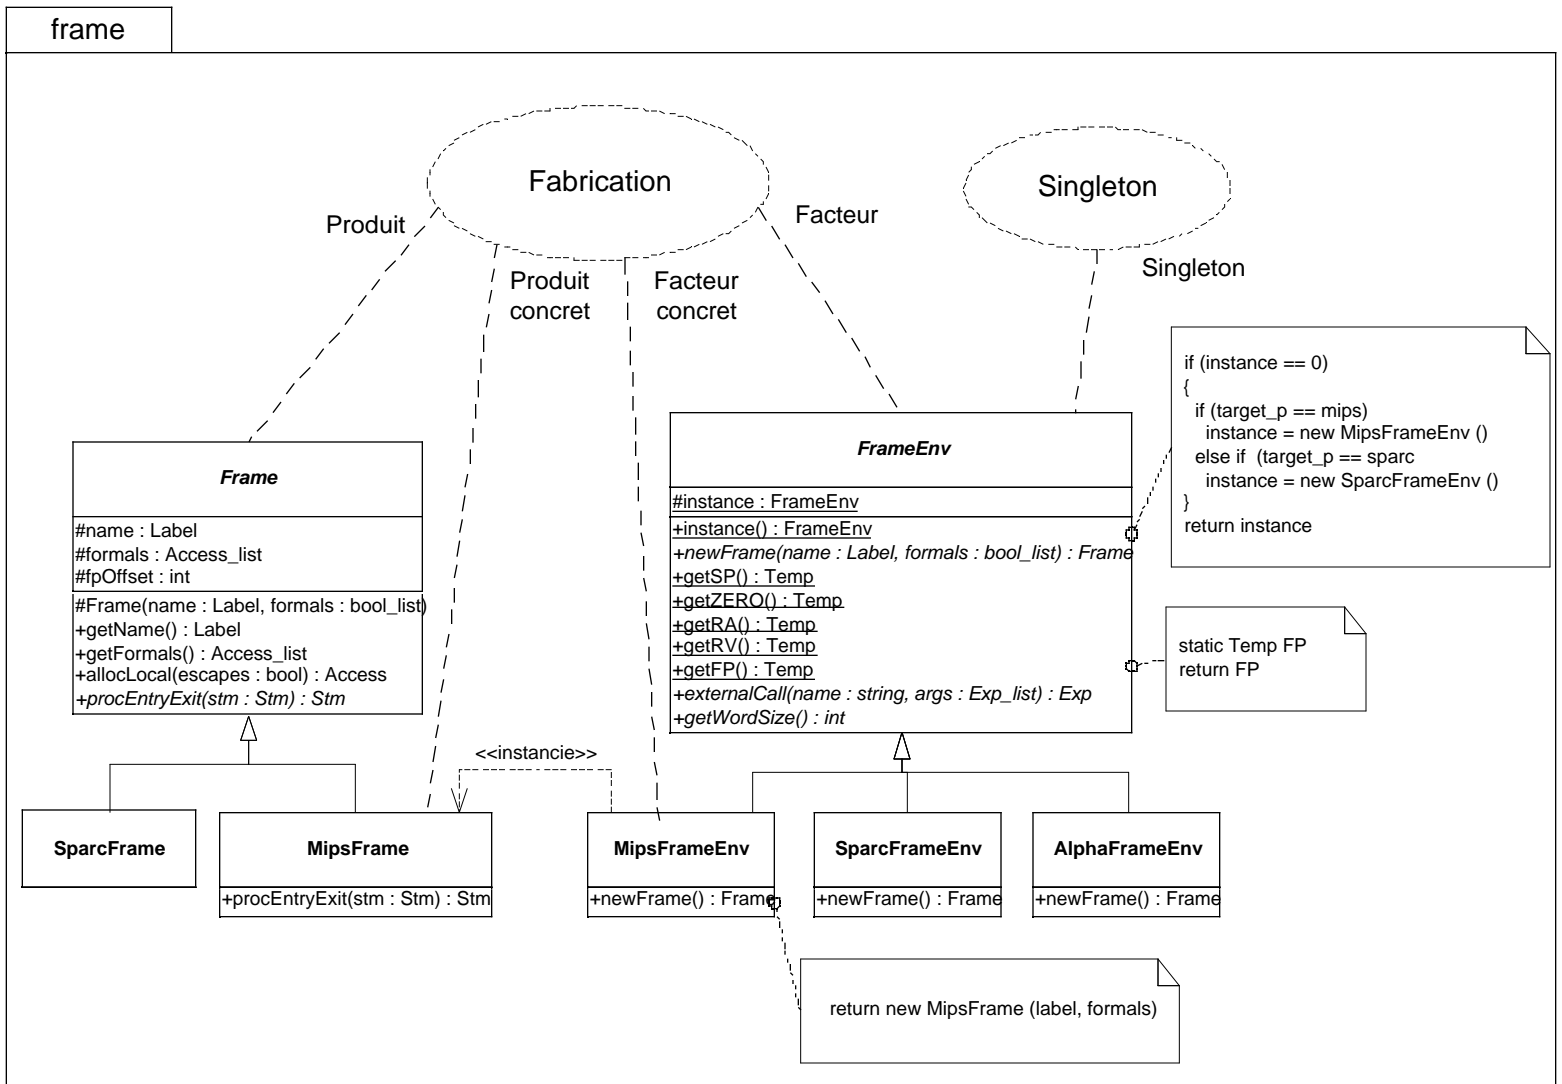 frame
Fabrication
Singleton
Produit
Facteur
Produit
concret
Facteur
concret
Singleton
if (instance == 0)
{
if (target_p == mips)
instance = new MipsFrameEnv ()
else if (target_p == sparc
instance = new SparcFrameEnv ()
}
return instance
Frame
#name : Label
#formals : Access_list
#fpOffset : int
#Frame(name : Label, formals : bool_list)
+getName() : Label
+getFormals() : Access_list
+allocLocal(escapes : bool) : Access
+procEntryExit(stm : Stm) : Stm
FrameEnv
#instance : FrameEnv
+instance() : FrameEnv
+newFrame(name : Label, formals : bool_list) : Frame
+getSP() : Temp
+getZERO() : Temp
+getRA() : Temp
+getRV() : Temp
+getFP() : Temp
+externalCall(name : string, args : Exp_list) : Exp
+getWordSize() : int
static Temp FP
return FP
<<instancie>>
SparcFrame
MipsFrame
+procEntryExit(stm : Stm) : Stm
MipsFrameEnv
+newFrame() : Frame
SparcFrameEnv
+newFrame() : Frame
AlphaFrameEnv
+newFrame() : Frame
return new MipsFrame (label, formals)